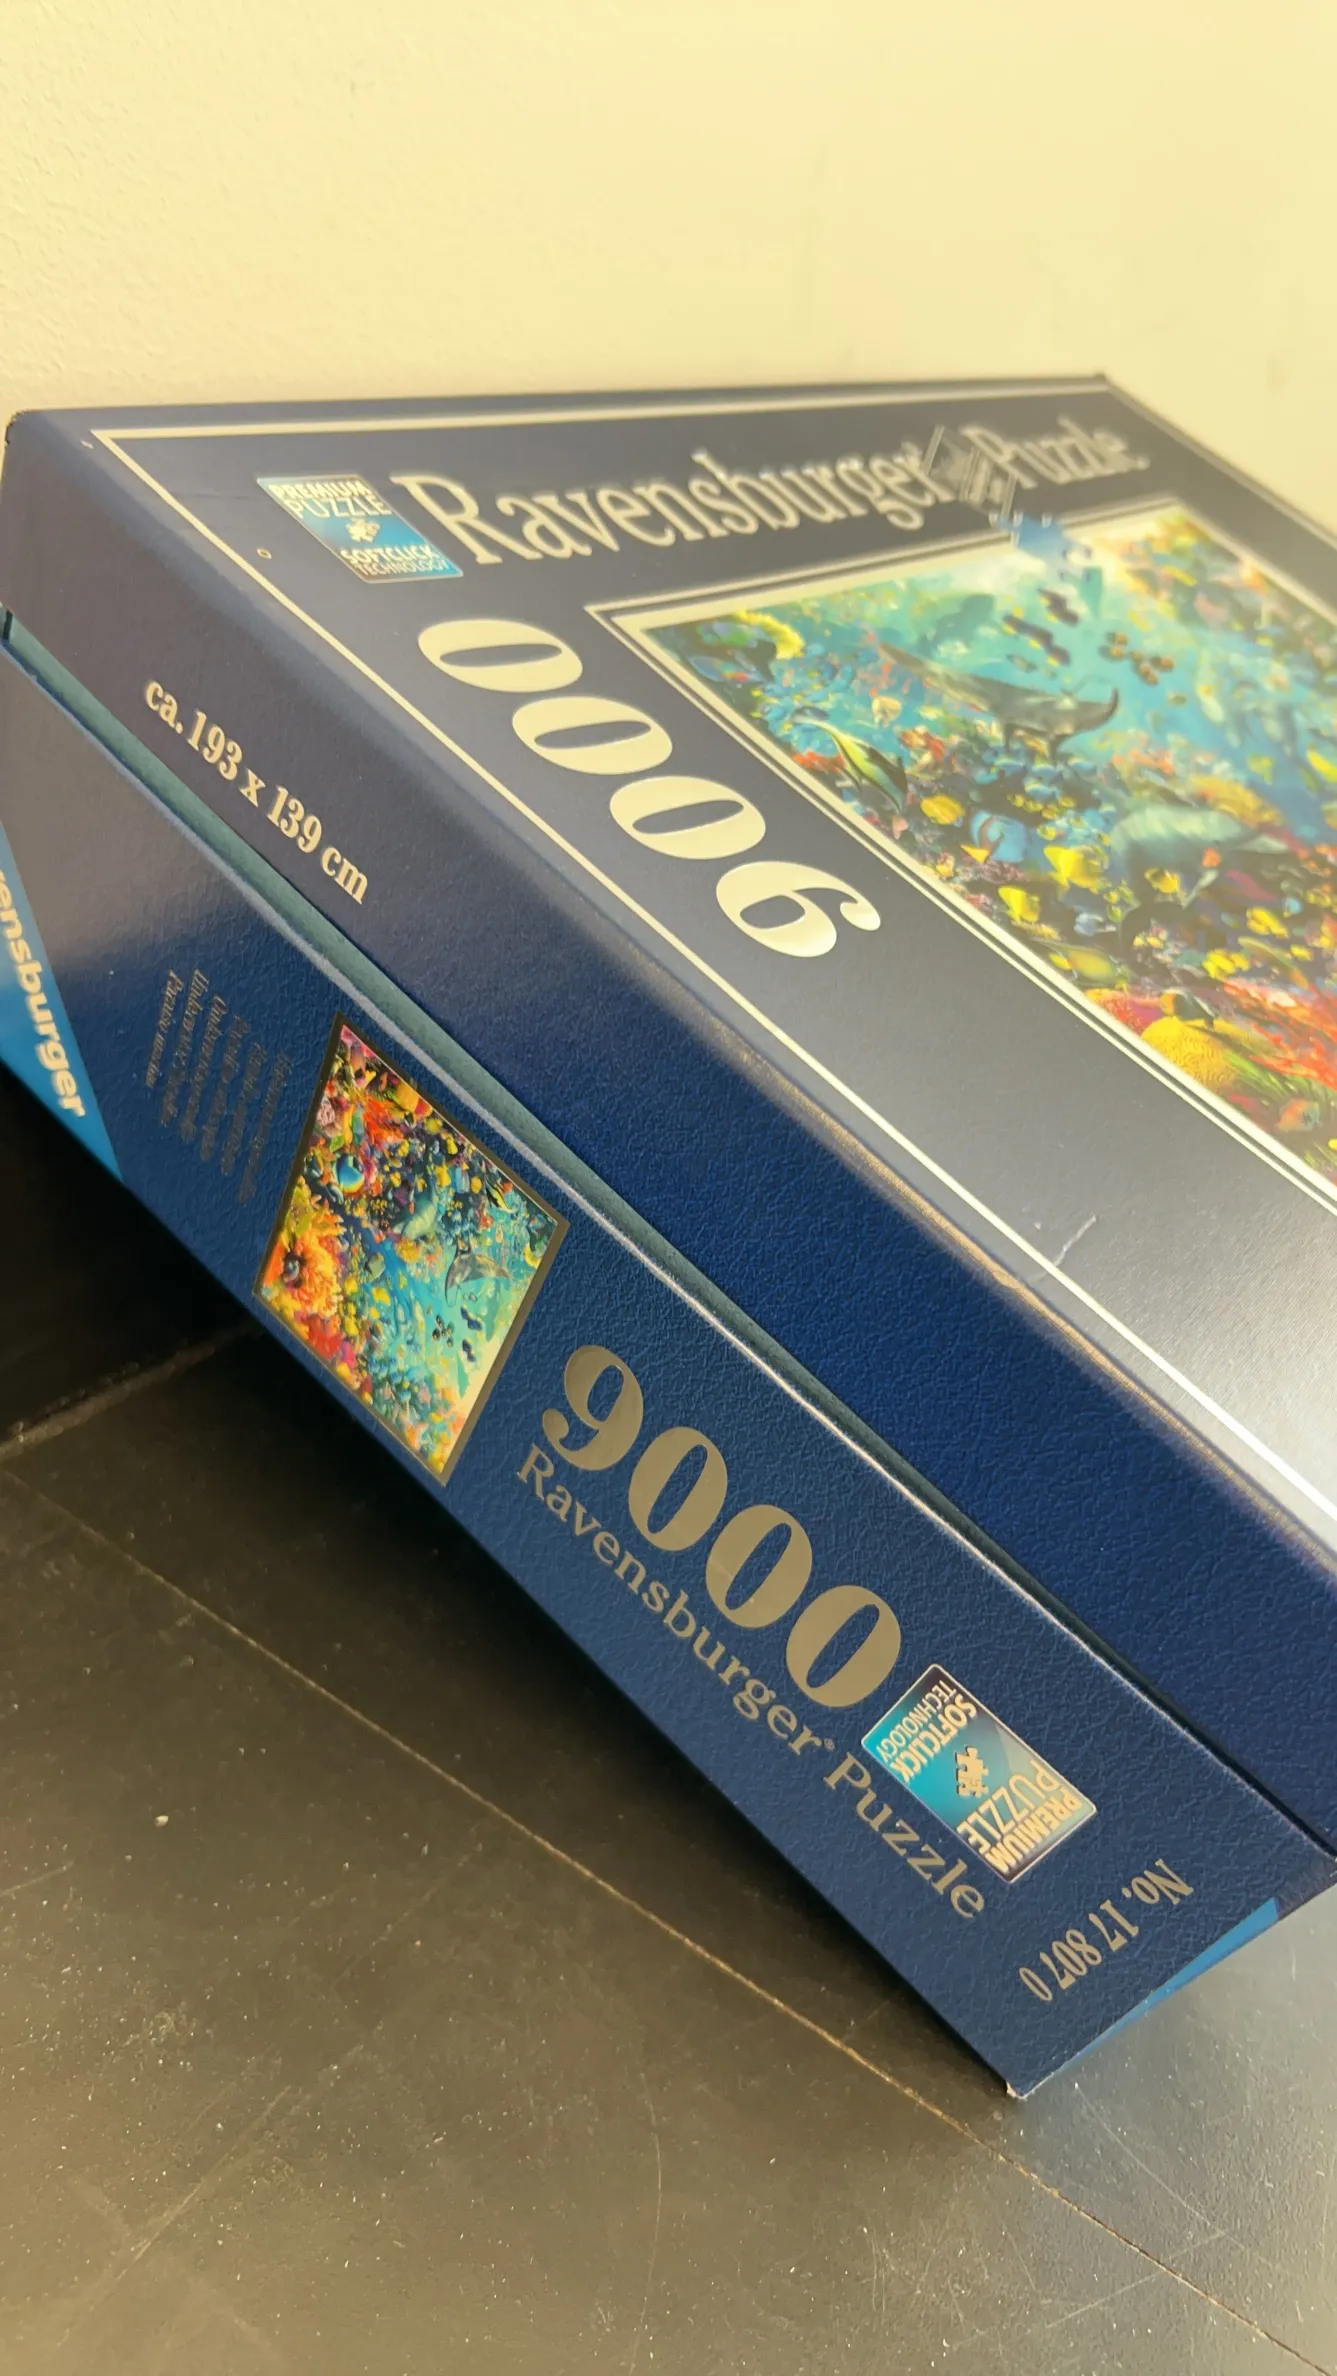 PREMIUM
PUZZLE
SOFTCLICK
TECHNOLOGY
Ravensburger Puzzle
9000
ca. 193 x 139 cm
ensburger
9000
Ravensburger® Puzzle
PREMIUM
PUZZLE
SOFTCLICK
TECHNOLOGY
No. 17 807 0